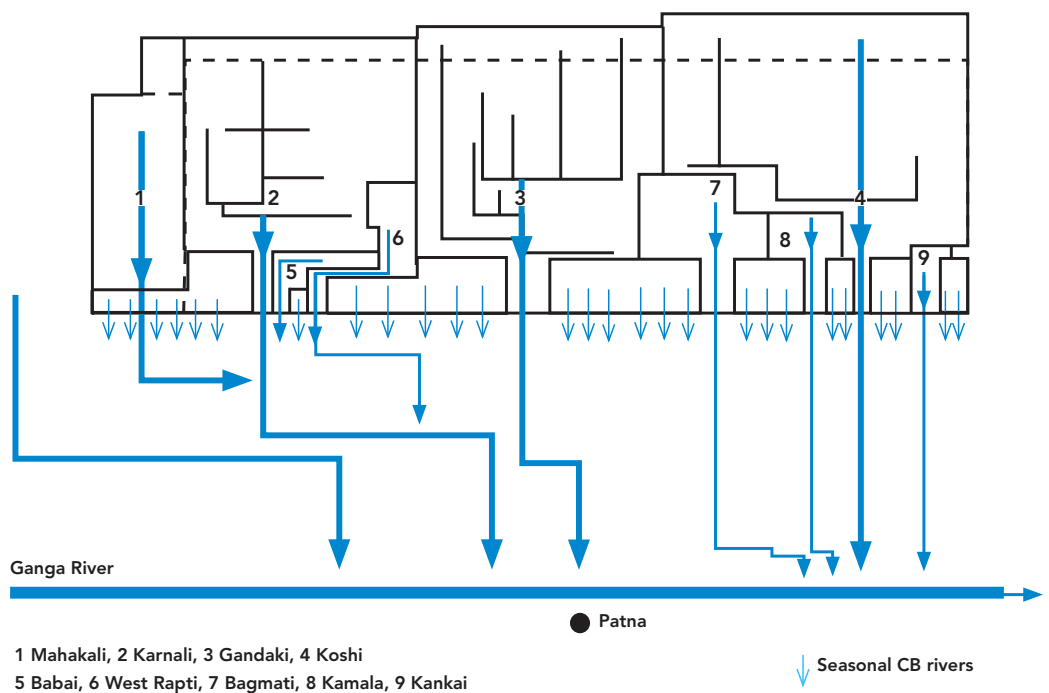 1
2
3
4
5
6
7
8
9
Ganga River
Patna
1 Mahakali, 2 Karnali, 3 Gandaki, 4 Koshi
5 Babai, 6 West Rapti, 7 Bagmati, 8 Kamala, 9 Kankai
Seasonal CB rivers